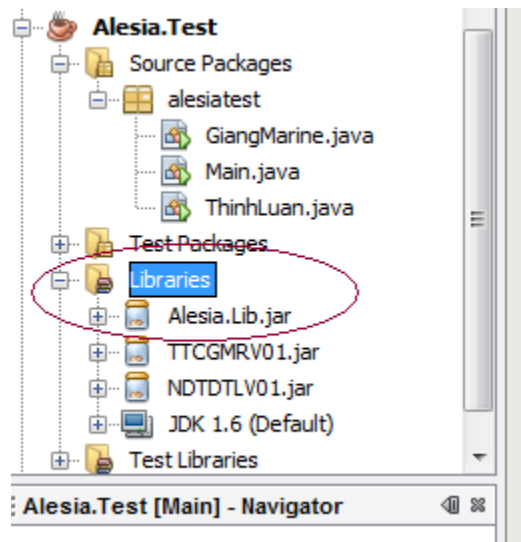 Alesia.Test
Source Packages
alesiatest
GiangMarine.java
Main.java
ThinhLuan.java
Test Packages
Libraries
Alesia.Lib.jar
TTCGMRV01.jar
NDTDTLV01.jar
JDK 1.6 (Default)
Test Libraries
Alesia.Test [Main] - Navigator